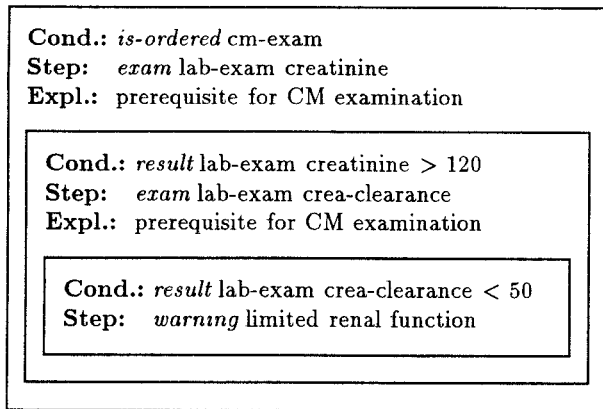 Cond.: is-ordered cm-exam
Step: exam lab-exam creatinine
Expl.: prerequisite for CM examination
Cond.: result lab-exam creatinine > 120
Step: exam lab-exam crea-clearance
Expl.: prerequisite for CM examination
Cond.: result lab-exam crea-clearance < 50
Step: warning limited renal function